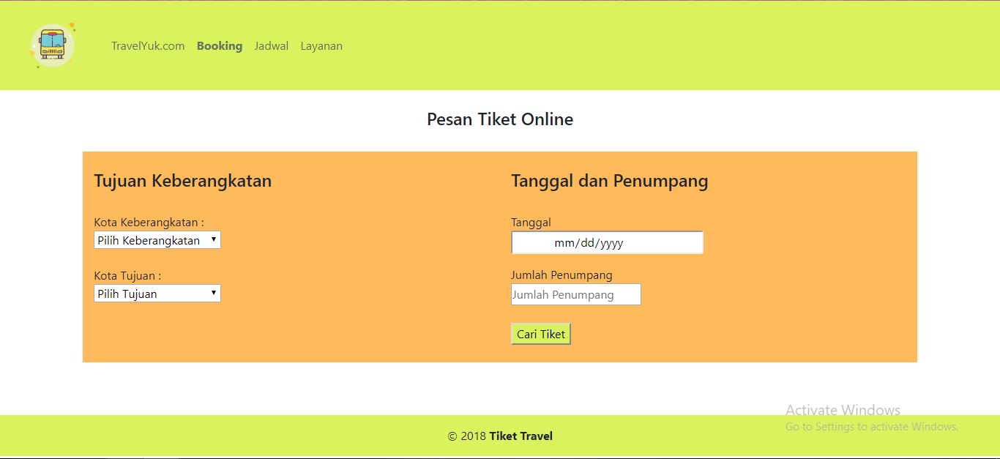 TravelYuk.com Booking Jadwal Layanan
Pesan Tiket Online
Tujuan Keberangkatan
Kota Keberangkatan :
Pilih Keberangkatan
Kota Tujuan :
Pilih Tujuan
Tanggal dan Penumpang
Tanggal
mm/dd/yyyy
Jumlah Penumpang
Jumlah Penumpang
Cari Tiket
Activate Windows
Go to Settings to activate Windows.
© 2018 Tiket Travel